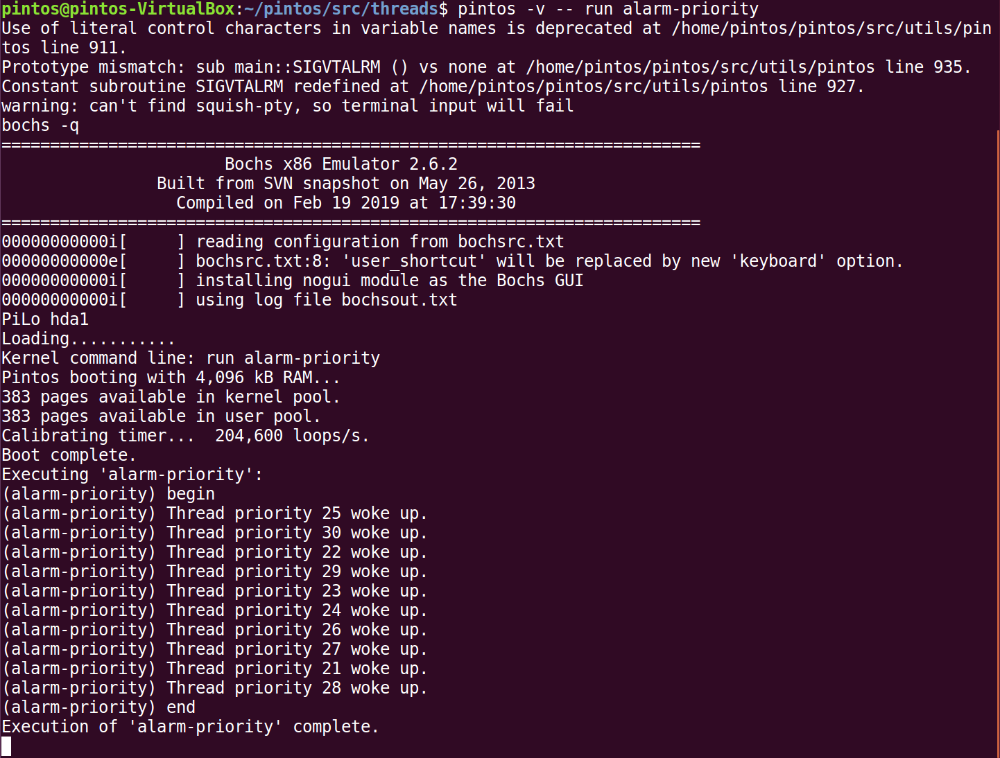 pintos@pintos-VirtualBox:~/pintos/src/threads$ pintos -v -- run alarm-priority
Use of literal control characters in variable names is deprecated at /home/pintos/pintos/src/utils/pin
tos line 911.
Prototype mismatch: sub main::SIGVTALRM () vs none at /home/pintos/pintos/src/utils/pintos line 935.
Constant subroutine SIGVTALRM redefined at /home/pintos/pintos/src/utils/pintos line 927.
warning: can't find squish-pty, so terminal input will fail
bochs -q
========================================================================
                       Bochs x86 Emulator 2.6.2
                Built from SVN snapshot on May 26, 2013
                  Compiled on Feb 19 2019 at 17:39:30
========================================================================
00000000000i[     ] reading configuration from bochsrc.txt
00000000000e[     ] bochsrc.txt:8: 'user_shortcut' will be replaced by new 'keyboard' option.
00000000000i[     ] installing nogui module as the Bochs GUI
00000000000i[     ] using log file bochsout.txt
PiLo hda1
Loading...........
Kernel command line: run alarm-priority
Pintos booting with 4,096 kB RAM...
383 pages available in kernel pool.
383 pages available in user pool.
Calibrating timer...  204,600 loops/s.
Boot complete.
Executing 'alarm-priority':
(alarm-priority) begin
(alarm-priority) Thread priority 25 woke up.
(alarm-priority) Thread priority 30 woke up.
(alarm-priority) Thread priority 22 woke up.
(alarm-priority) Thread priority 29 woke up.
(alarm-priority) Thread priority 23 woke up.
(alarm-priority) Thread priority 24 woke up.
(alarm-priority) Thread priority 26 woke up.
(alarm-priority) Thread priority 27 woke up.
(alarm-priority) Thread priority 21 woke up.
(alarm-priority) Thread priority 28 woke up.
(alarm-priority) end
Execution of 'alarm-priority' complete.